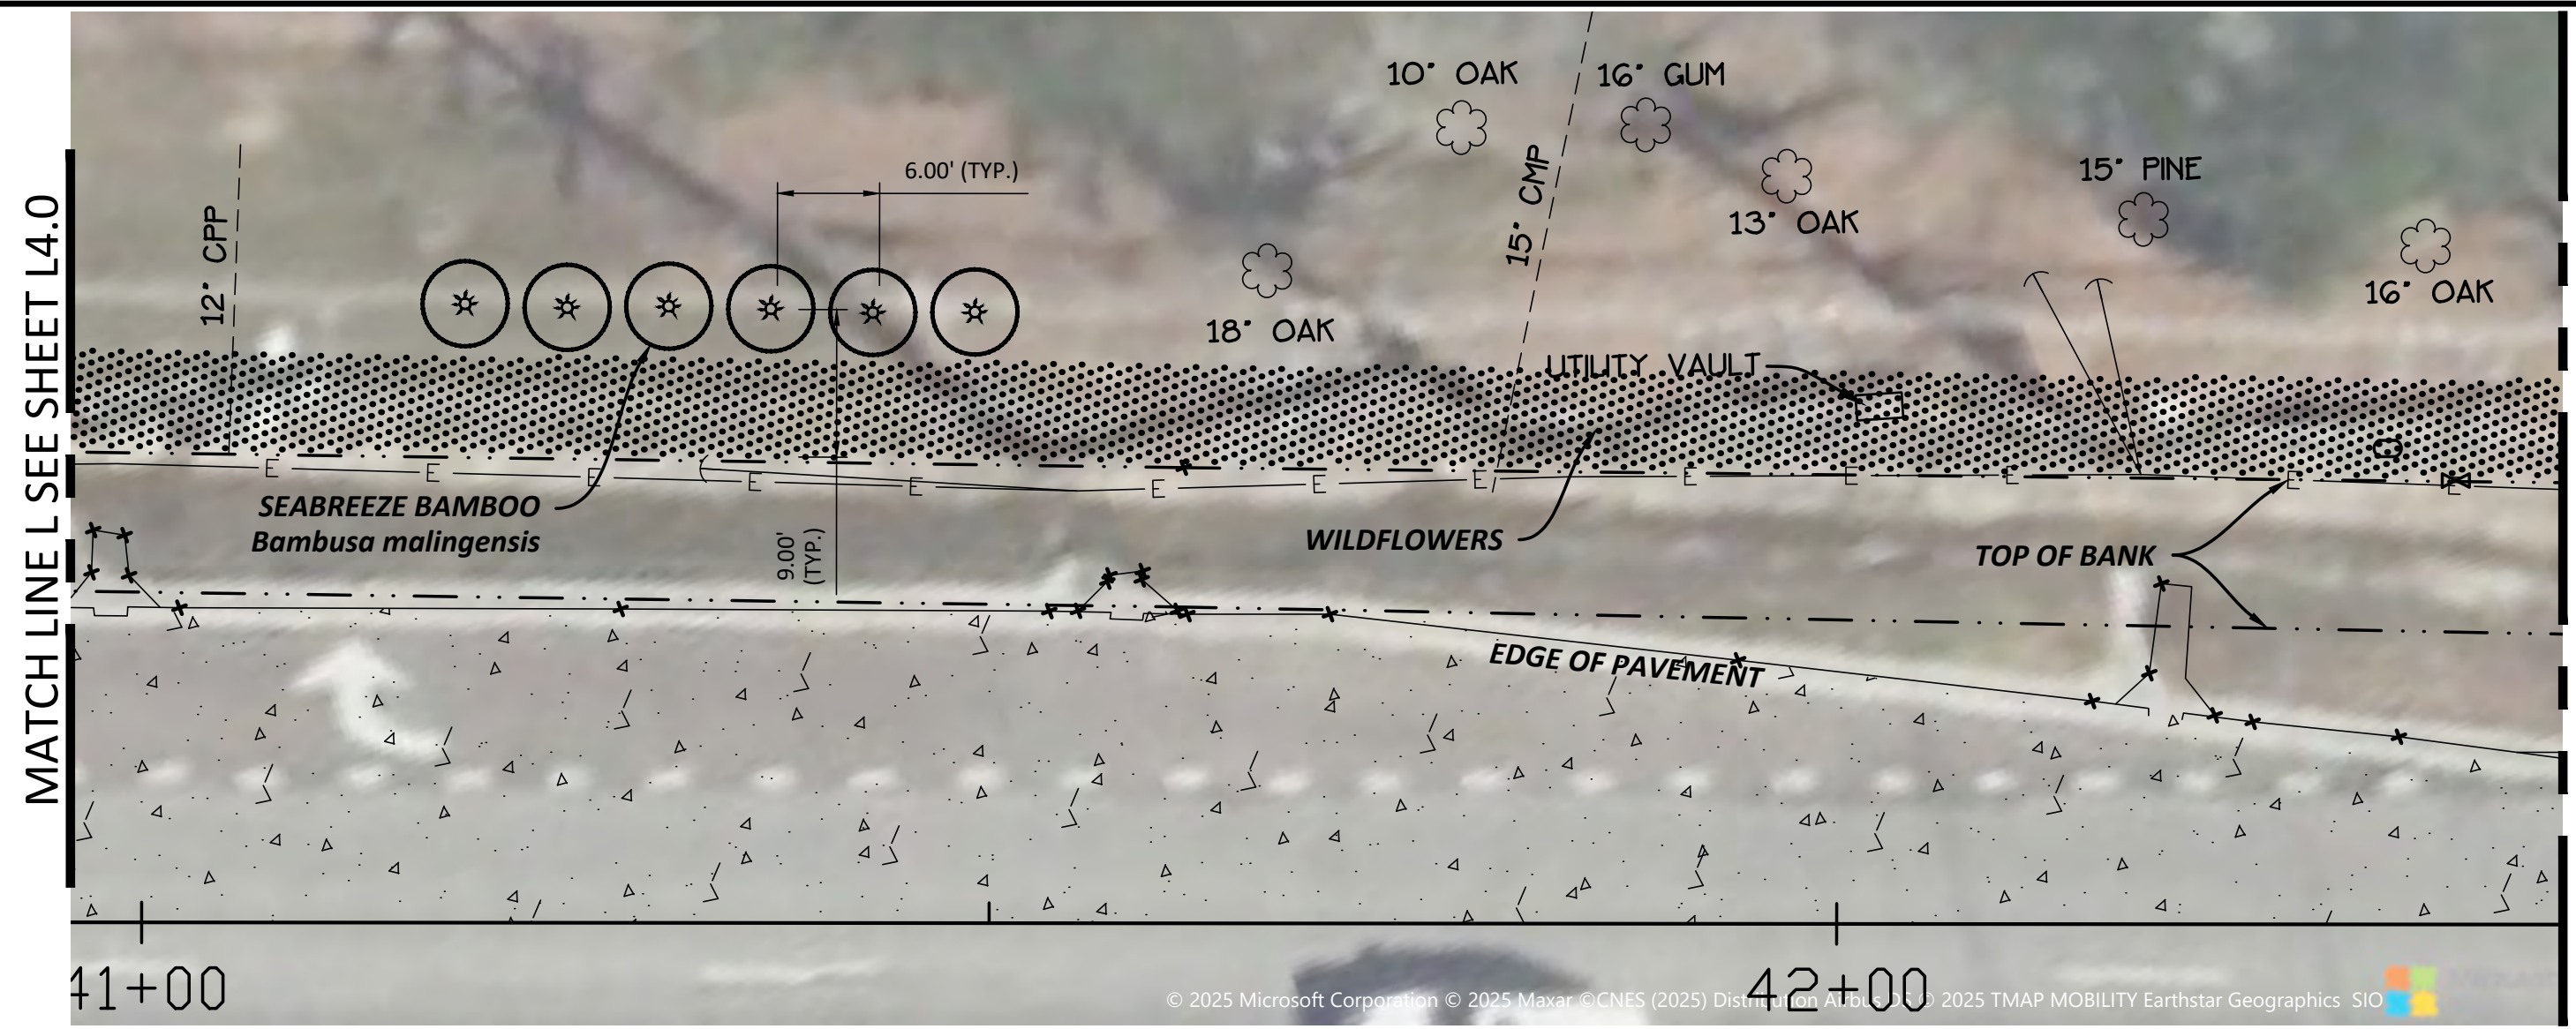 10" OAK
16" GUM
15" PINE
6.00' (TYP.)
15" CMP
13" OAK
MATCH LINE L SEE SHEET L4.0
12" CPP
16" OAK
18" OAK
UTILITY VAULT
E E E E E E E E E E E E E E
SEABREEZE BAMBOO
Bambusa malingensis
9.00'
(TYP.)
WILDFLOWERS
TOP OF BANK
EDGE OF PAVEMENT
41+00
42+00
© 2025 Microsoft Corporation © 2025 Maxar ©CNES (2025) Distribution Airbus DS © 2025 TMAP MOBILITY Earthstar Geographics SIO